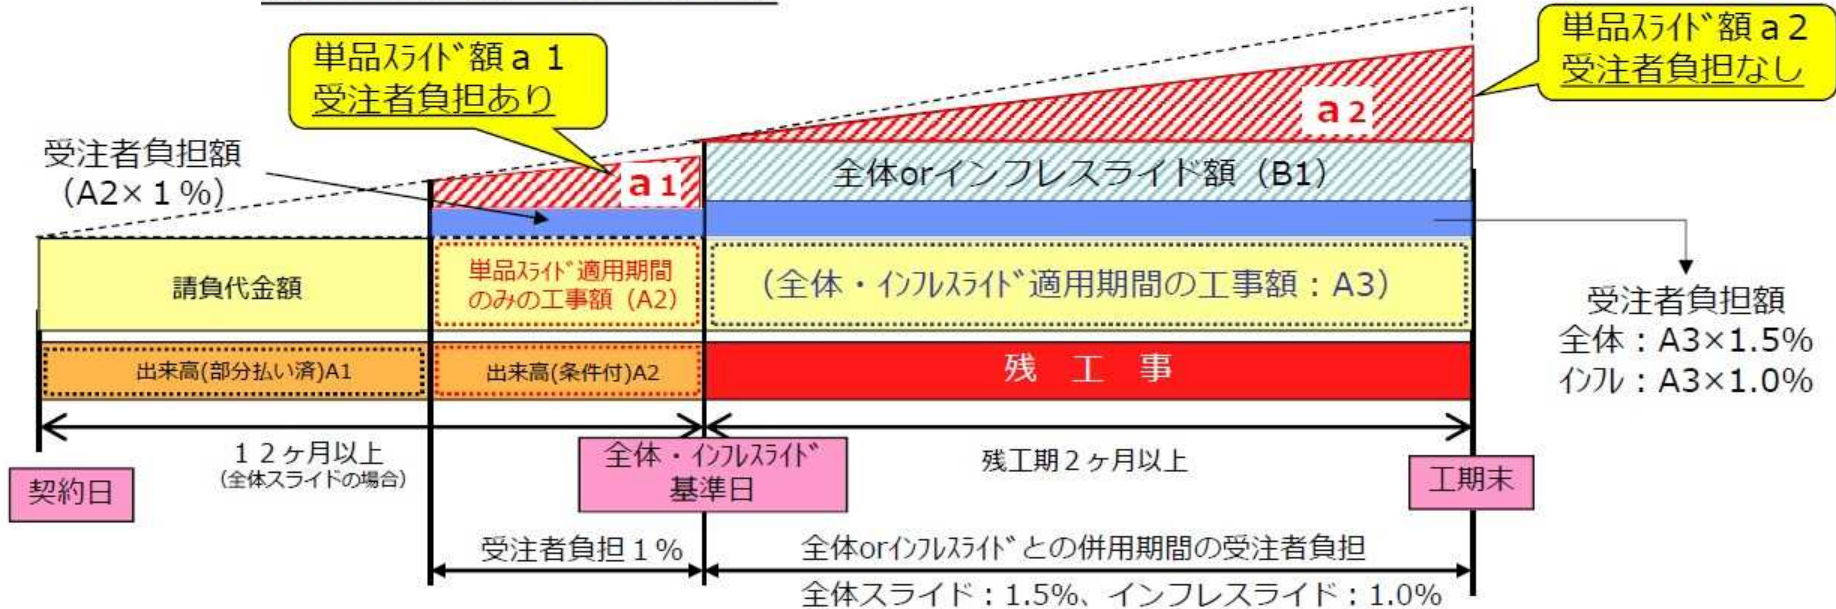 単品ｽﾗｲﾄﾞ額ａ１
受注者負担あり
単品ｽﾗｲﾄﾞ額ａ２
受注者負担なし
受注者負担額
（A2×１％）
ａ１
ａ２
全体orインフレスライド額（B1）
請負代金額
単品ｽﾗｲﾄﾞ適用期間
のみの工事額（A2）
（全体・ｲﾝﾌﾚｽﾗｲﾄﾞ適用期間の工事額：A3）
受注者負担額
全体：A3×1.5%
ｲﾝﾌﾚ：A3×1.0%
出来高(部分払い済)A1
出来高(条件付)A2
残　工　事
１２ヶ月以上
（全体スライドの場合）
残工期２ヶ月以上
契約日
全体・ｲﾝﾌﾚｽﾗｲﾄﾞ
基準日
工期末
受注者負担１％
全体orｲﾝﾌﾚｽﾗｲﾄﾞとの併用期間の受注者負担
全体スライド：1.5%、インフレスライド：1.0%